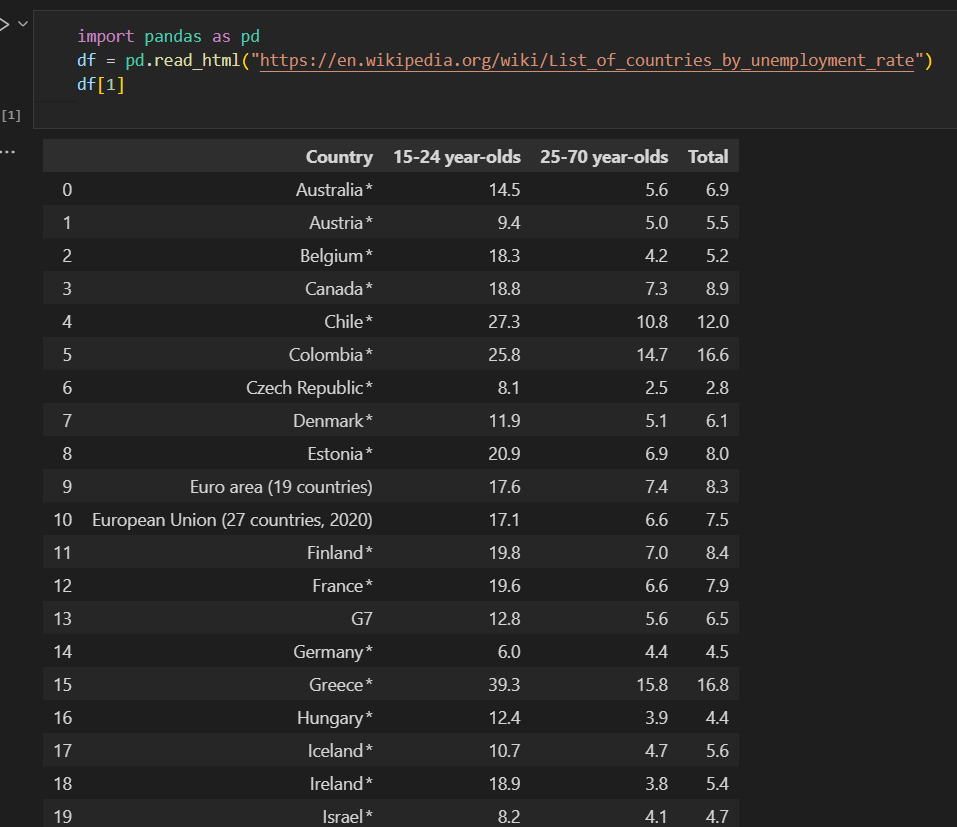 import pandas as pd
df = pd.read_html("https://en.wikipedia.org/wiki/List_of_countries_by_unemployment_rate")
df[1]
[1]
...
Country 15-24 year-olds 25-70 year-olds Total
0 Australia* 14.5 5.6 6.9
1 Austria* 9.4 5.0 5.5
2 Belgium* 18.3 4.2 5.2
3 Canada* 18.8 7.3 8.9
4 Chile* 27.3 10.8 12.0
5 Colombia* 25.8 14.7 16.6
6 Czech Republic* 8.1 2.5 2.8
7 Denmark* 11.9 5.1 6.1
8 Estonia* 20.9 6.9 8.0
9 Euro area (19 countries) 17.6 7.4 8.3
10 European Union (27 countries, 2020) 17.1 6.6 7.5
11 Finland* 19.8 7.0 8.4
12 France* 19.6 6.6 7.9
13 G7 12.8 5.6 6.5
14 Germany* 6.0 4.4 4.5
15 Greece* 39.3 15.8 16.8
16 Hungary* 12.4 3.9 4.4
17 Iceland* 10.7 4.7 5.6
18 Ireland* 18.9 3.8 5.4
19 Israel* 8.2 4.1 4.7